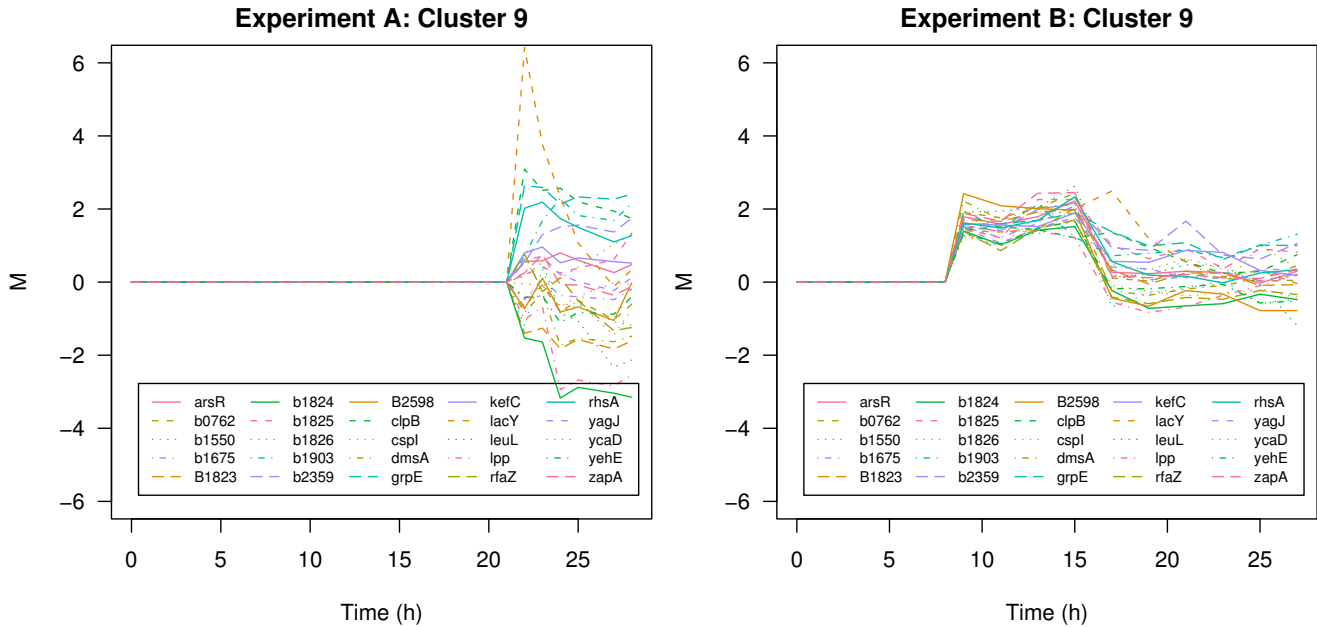 Experiment A: Cluster 9
6
4
2
0
−2
−4
−6
M
arsR b1824 B2598 kefC rhsA
b0762 b1825 clpB lacY yagJ
b1550 b1826 cspI leuL ycaD
b1675 b1903 dmsA lpp yehE
B1823 b2359 grpE rfaZ zapA
0 5 10 15 20 25
Time (h)
Experiment B: Cluster 9
6
4
2
0
−2
−4
−6
M
arsR b1824 B2598 kefC rhsA
b0762 b1825 clpB lacY yagJ
b1550 b1826 cspI leuL ycaD
b1675 b1903 dmsA lpp yehE
B1823 b2359 grpE rfaZ zapA
0 5 10 15 20 25
Time (h)